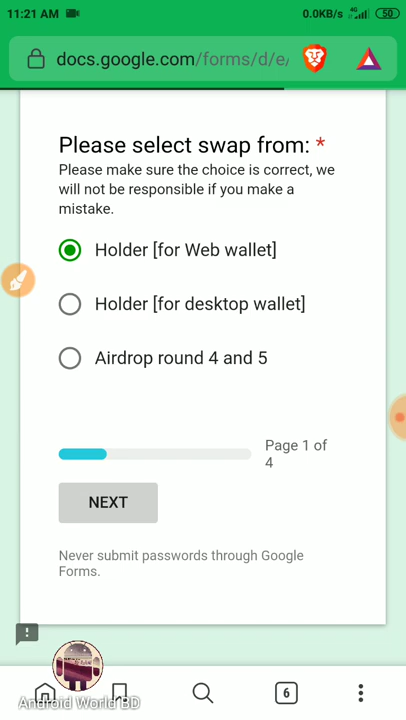 11:21 AM
0.0KB/s 4G 50
docs.google.com/forms/d/e/
Please select swap from: *
Please make sure the choice is correct, we
will not be responsible if you make a
mistake.
Holder [for Web wallet]
Holder [for desktop wallet]
Airdrop round 4 and 5
Page 1 of
4
NEXT
Never submit passwords through Google
Forms.
6
Android World BD